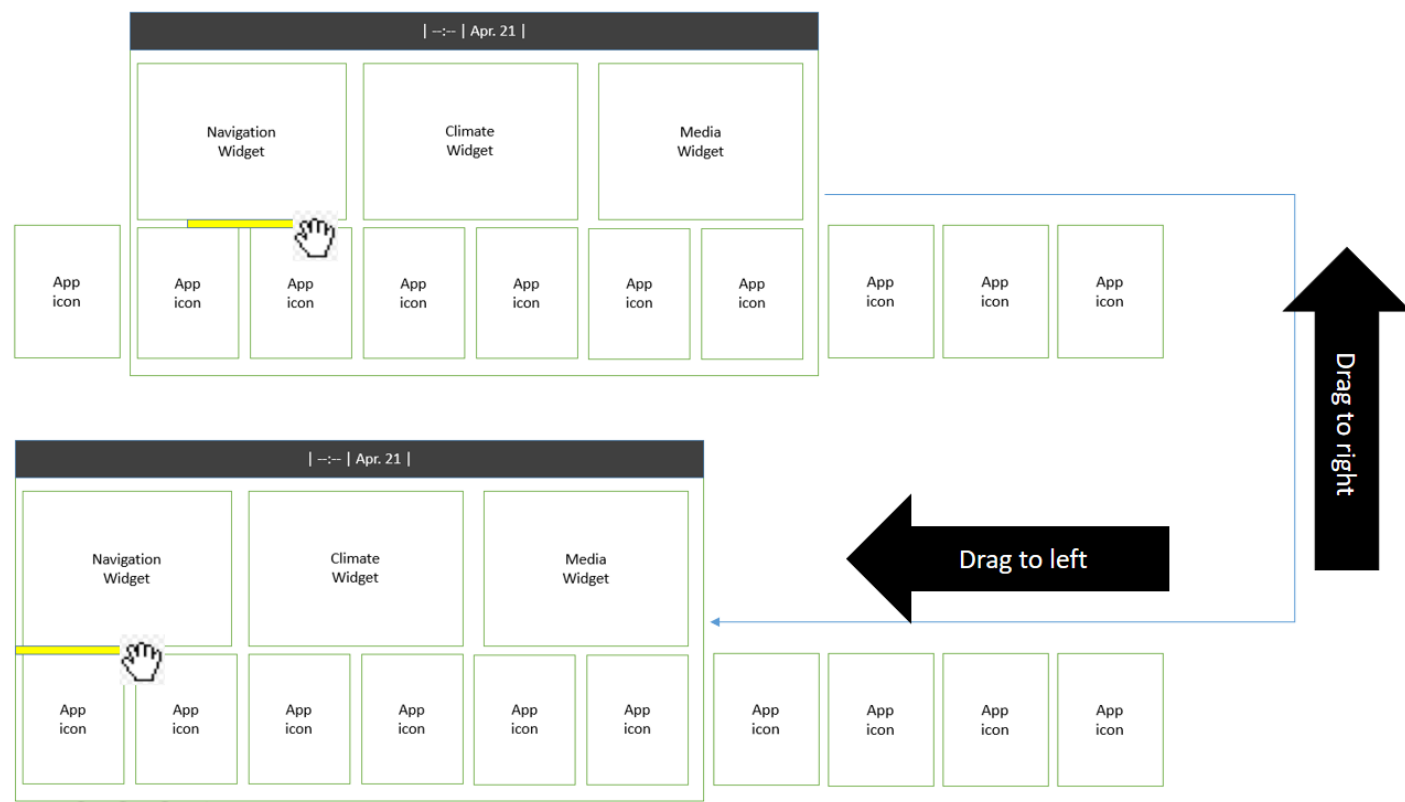 | --:-- | Apr. 21 |
Navigation
Widget
Climate
Widget
Media
Widget
App
icon
App
icon
App
icon
App
icon
App
icon
App
icon
App
icon
App
icon
App
icon
App
icon
Drag to right
| --:-- | Apr. 21 |
Navigation
Widget
Climate
Widget
Media
Widget
Drag to left
App
icon
App
icon
App
icon
App
icon
App
icon
App
icon
App
icon
App
icon
App
icon
App
icon